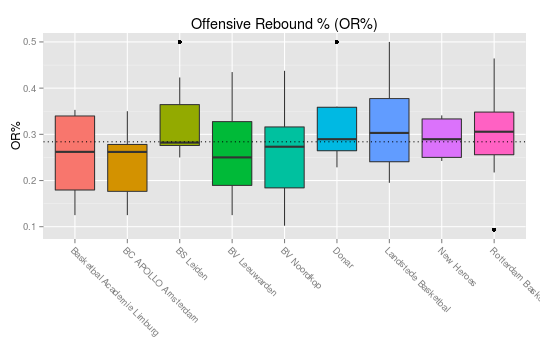 Offensive Rebound % (OR%)
OR%
0.5
0.4
0.3
0.2
0.1
Basketbal Academie Limburg
BC APOLLO Amsterdam
BS Leiden
BV Leeuwarden
BV Noordkop
Donar
Landstede Basketbal
New Heroes
Rotterdam